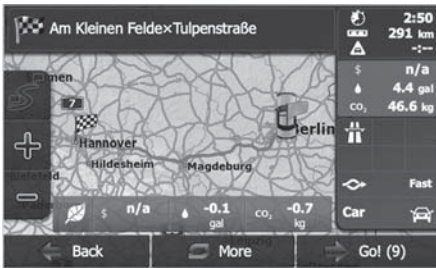 Am Kleinen Felde×Tulpenstraße
2:50
291 km
-:--
$ n/a
4.4 gal
CO₂ 46.6 kg
7
Hannover
Hildesheim
Magdeburg
erlin
Fast
Car
$ n/a
-0.1 gal
CO₂ -0.7 kg
Back
More
Go! (9)